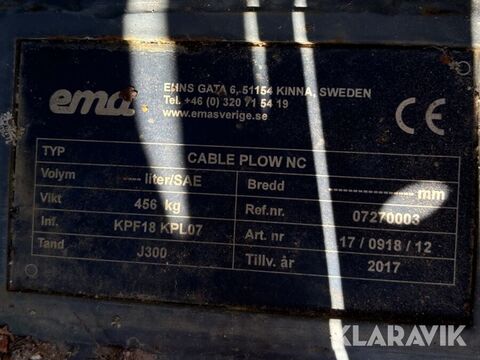 ema
EHNS GATA 6, 51154 KINNA, SWEDEN
Tel. +46 (0) 320 71 54 19
www.emasverige.se
CE
TYP CABLE PLOW NC
Volym ---- liter/SAE
Bredd ---------------------- mm
Vikt 456 kg
Ref.nr. 07270003
Inf. KPF18 KPL07
Art. nr 17 / 0918 / 12
Tand J300
Tillv. år 2017
KLARAVIK